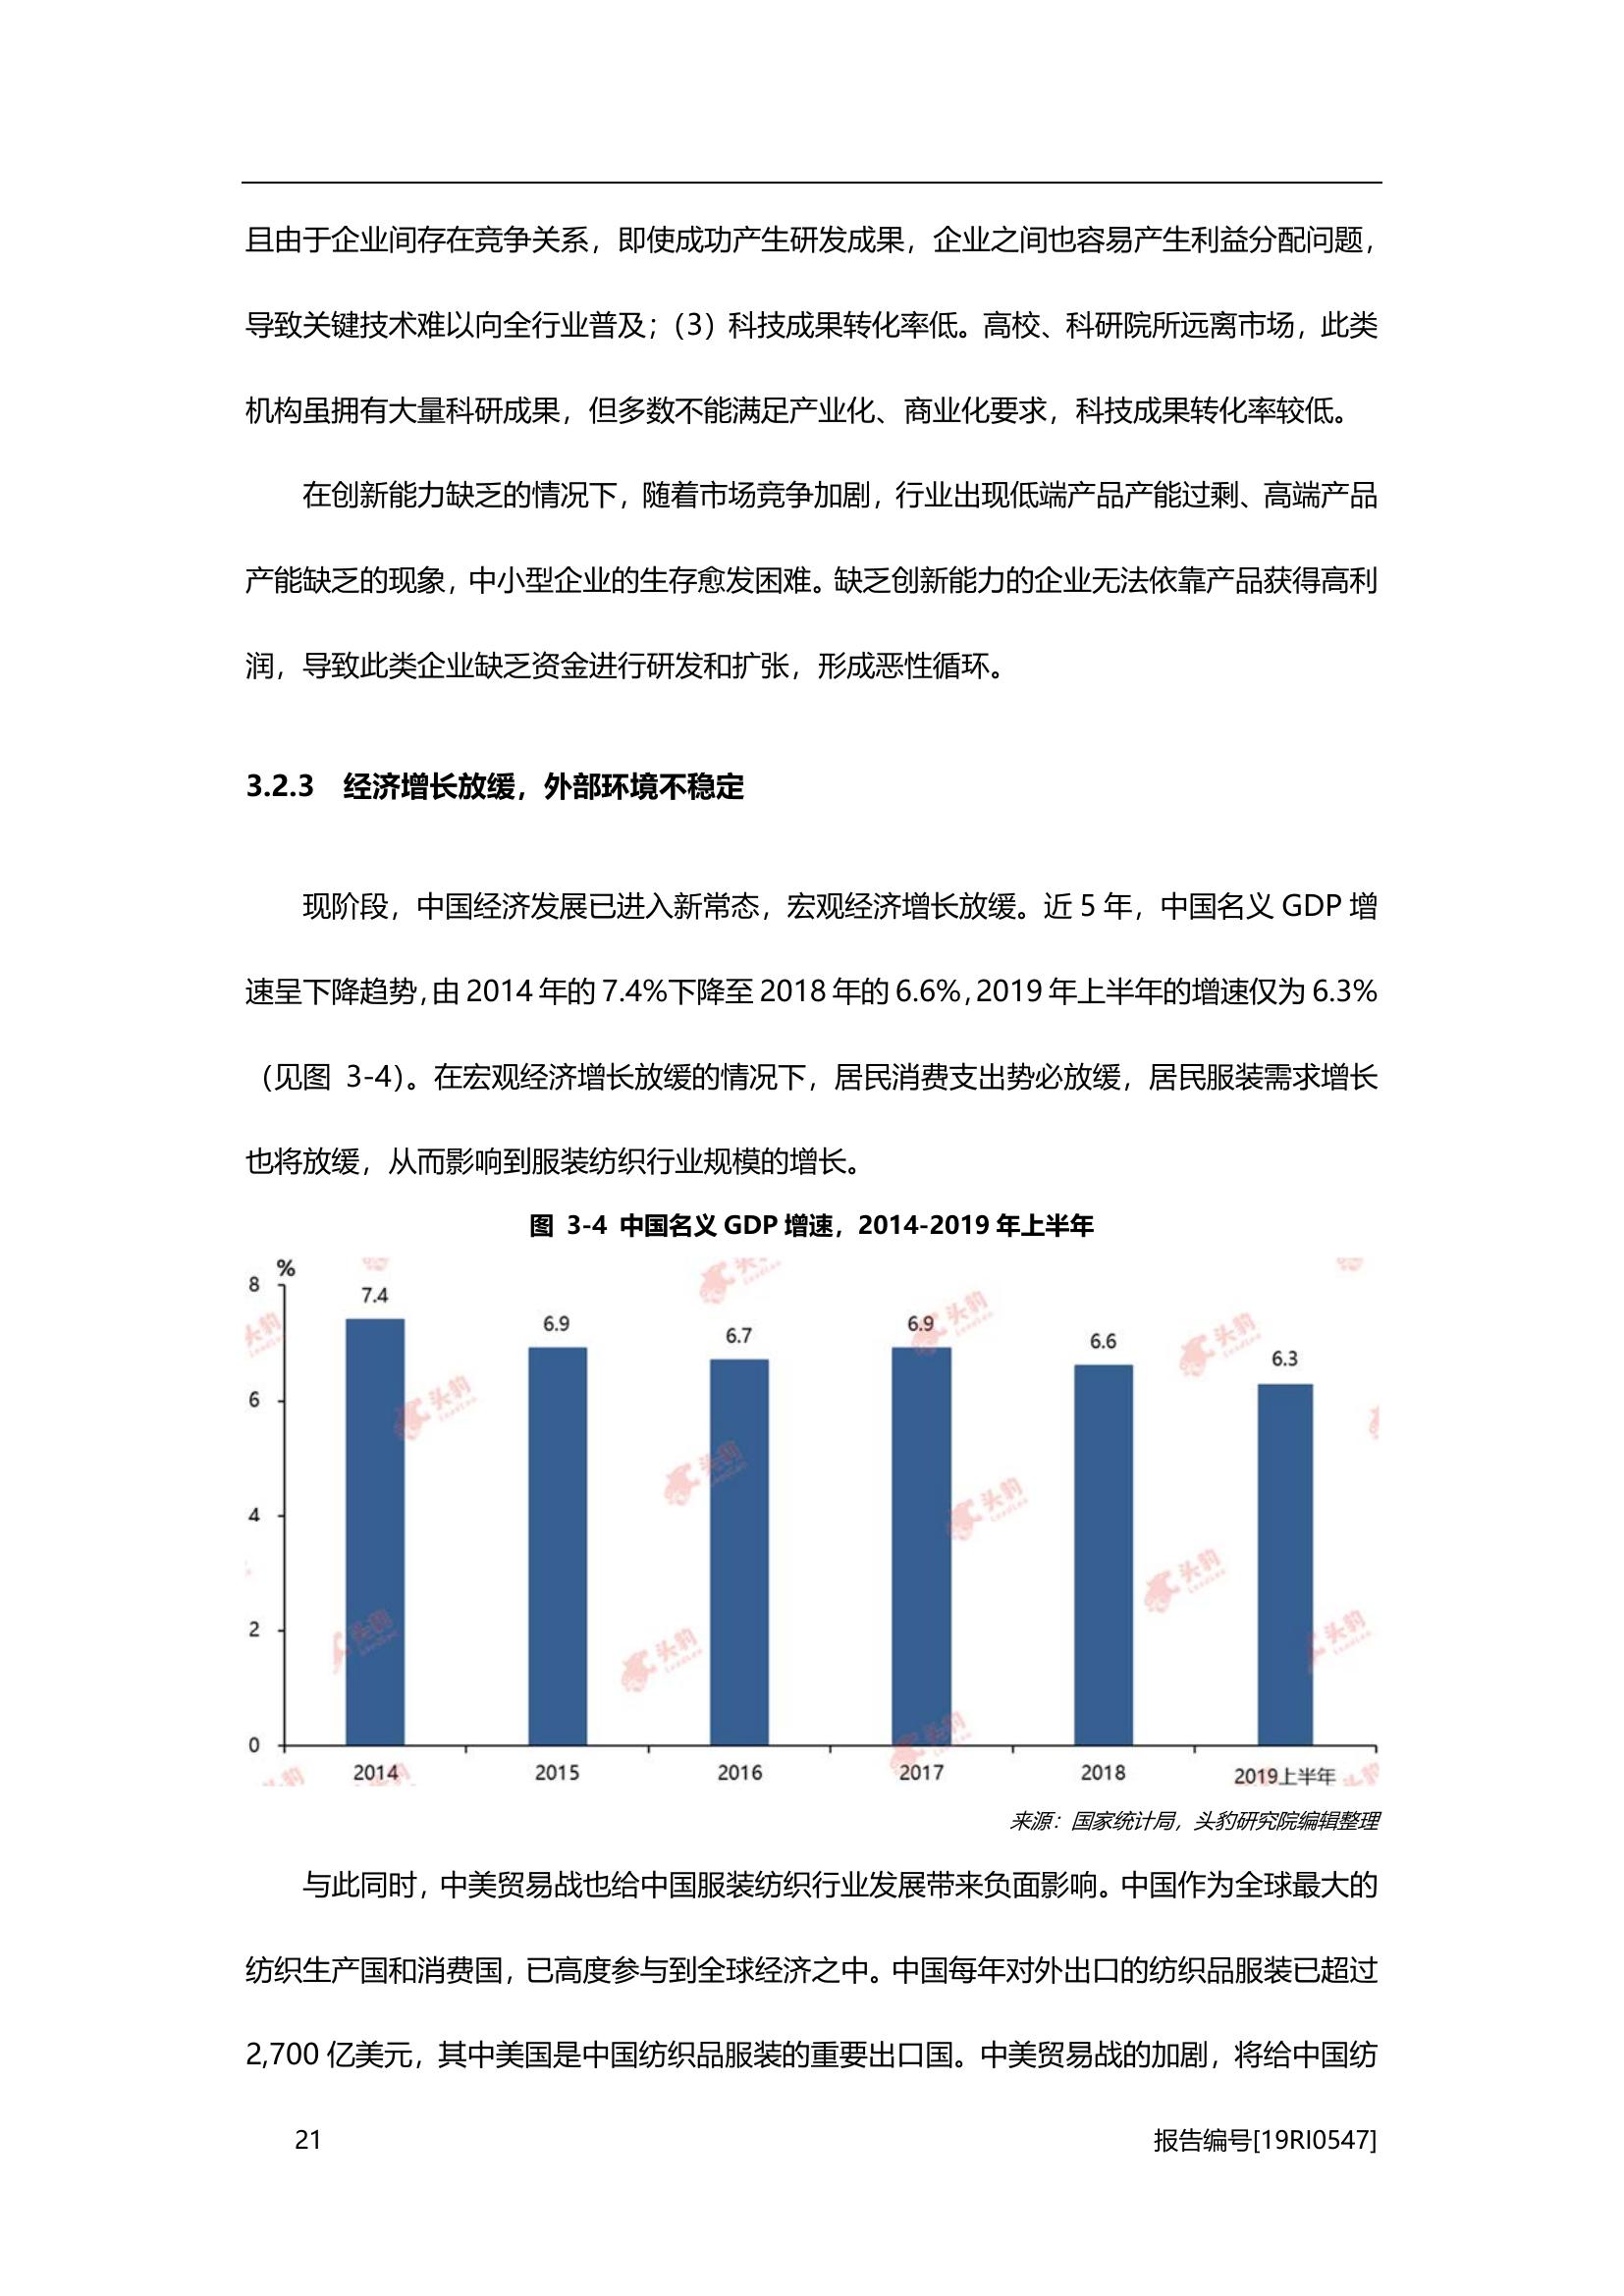 且由于企业间存在竞争关系，即使成功产生研发成果，企业之间也容易产生利益分配问题，
导致关键技术难以向全行业普及；（3）科技成果转化率低。高校、科研院所远离市场，此类
机构虽拥有大量科研成果，但多数不能满足产业化、商业化要求，科技成果转化率较低。
在创新能力缺乏的情况下，随着市场竞争加剧，行业出现低端产品产能过剩、高端产品
产能缺乏的现象，中小型企业的生存愈发困难。缺乏创新能力的企业无法依靠产品获得高利
润，导致此类企业缺乏资金进行研发和扩张，形成恶性循环。
3.2.3 经济增长放缓，外部环境不稳定
现阶段，中国经济发展已进入新常态，宏观经济增长放缓。近 5 年，中国名义 GDP 增
速呈下降趋势，由 2014 年的 7.4%下降至 2018 年的 6.6%，2019 年上半年的增速仅为 6.3%
（见图 3-4）。在宏观经济增长放缓的情况下，居民消费支出势必放缓，居民服装需求增长
也将放缓，从而影响到服装纺织行业规模的增长。
图 3-4 中国名义 GDP 增速，2014-2019 年上半年
%
8
6
4
2
0
7.4
6.9
6.7
6.9
6.6
6.3
2014
2015
2016
2017
2018
2019上半年
头豹
来源：国家统计局，头豹研究院编辑整理
与此同时，中美贸易战也给中国服装纺织行业发展带来负面影响。中国作为全球最大的
纺织生产国和消费国，已高度参与到全球经济之中。中国每年对外出口的纺织品服装已超过
2,700 亿美元，其中美国是中国纺织品服装的重要出口国。中美贸易战的加剧，将给中国纺
21
报告编号[19RI0547]